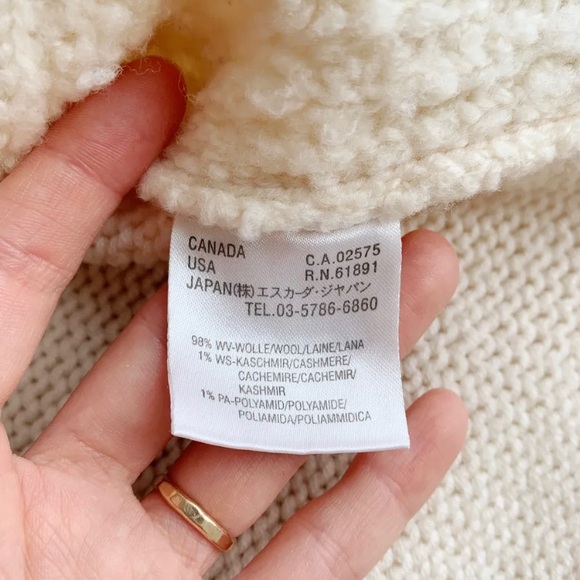 CANADA C.A.02575
USA R.N.61891
JAPAN(株)エスカーダ・ジャパン
TEL.03-5786-6860
98% WV-WOLLE/WOOL/LAINE/LANA
1% WS-KASCHMIR/CASHMERE/
CACHEMIRE/CACHEMIR/
KASHMIR
1% PA-POLYAMID/POLYAMIDE/
POLIAMIDA/POLIAMMIDICA